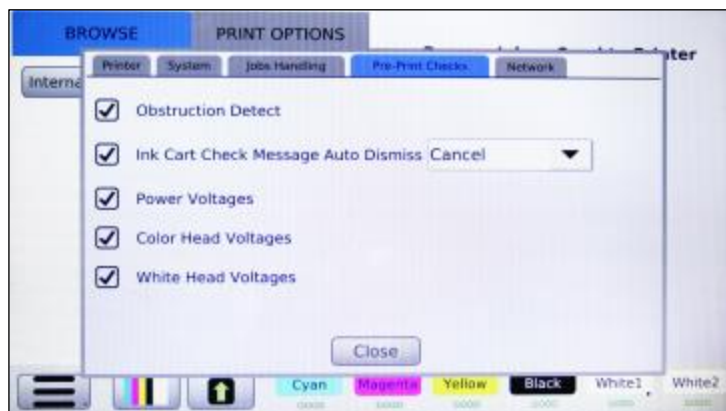 BROWSE PRINT OPTIONS
ter
Interna
Printer System Jobs Handling Pre-Print Checks Network
Obstruction Detect
Ink Cart Check Message Auto Dismiss Cancel
Power Voltages
Color Head Voltages
White Head Voltages
Close
Cyan Magenta Yellow Black White1 White2